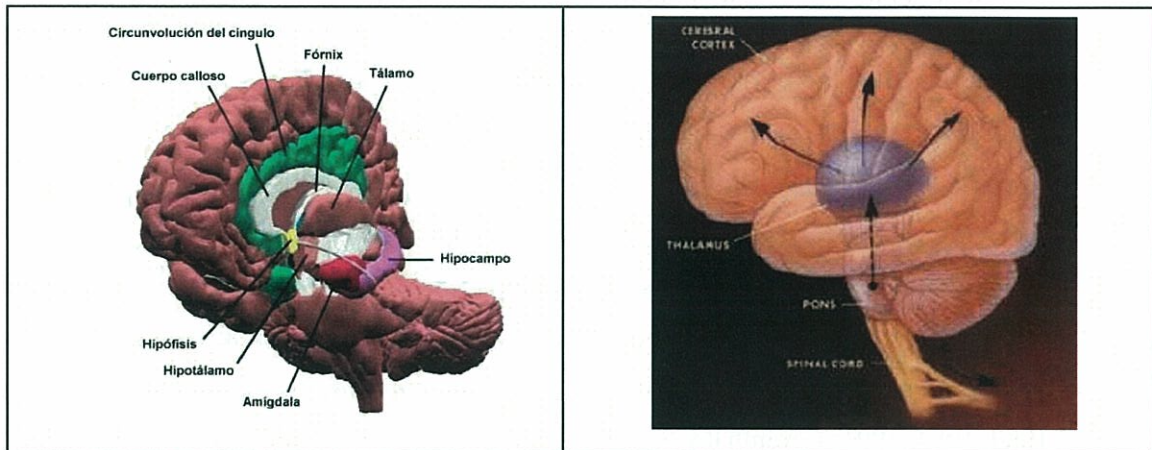 Circunvolución del cíngulo
Fórnix
Cuerpo calloso
Tálamo
Hipocampo
Hipófisis
Hipotálamo
Amígdala
CEREBRAL
CORTEX
THALAMUS
PONS
SPINAL CORD